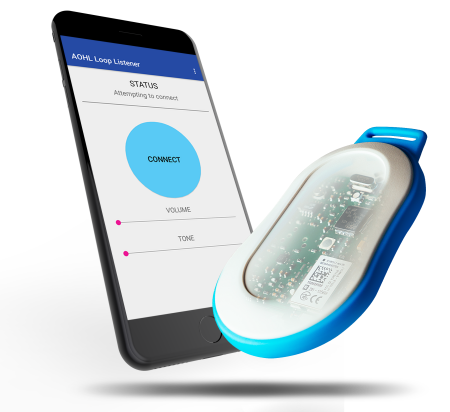 AOHL Loop Listener
STATUS
Attempting to connect
CONNECT
VOLUME
TONE